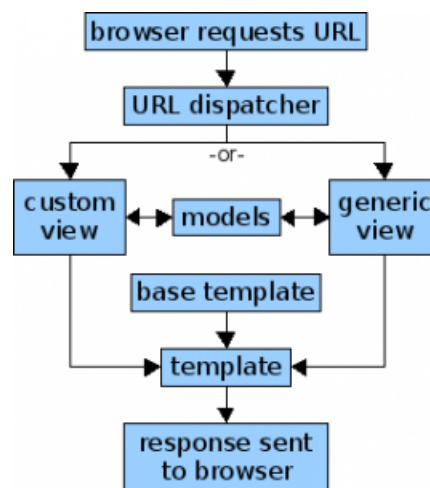 browser requests URL
URL dispatcher
-or-
custom
view
models
generic
view
base template
template
response sent
to browser